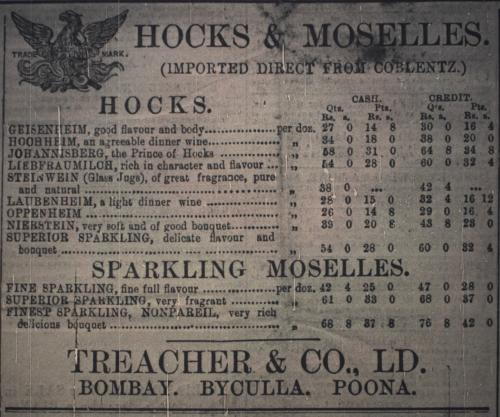 TRADE MARK.
HOCKS & MOSELLES.
(IMPORTED DIRECT FROM COBLENTZ.)
HOCKS.
CASH. CREDIT.
Qts. Pts. Qts. Pts.
Rs. a. Rs. a. Rs. a. Rs. a.
GEISENHEIM, good flavour and body.................per doz. 27 0 14 8 30 0 16 4
HOCHHEIM, an agreeable dinner wine................ „ 34 0 18 0 38 0 20 0
JOHANNISBERG, the Prince of Hocks ................ „ 58 0 31 0 64 8 34 8
LIEBFRAUMILCH, rich in character and flavour ... „ 54 0 28 0 60 0 32 4
STEINWEIN (Glass Jugs), of great fragrance, pure
and natural ................ „ 38 0 ... 42 4 ...
LAUBENHEIM, a light dinner wine ................ „ 28 0 15 0 32 4 16 12
OPPENHEIM ................ „ 26 0 14 8 29 0 16 4
NIERSTEIN, very soft and of good bouquet................ „ 39 0 20 8 43 8 23 0
SUPERIOR SPARKLING, delicate flavour and
bouquet ................ „ 54 0 28 0 60 0 32 4
SPARKLING MOSELLES.
FINE SPARKLING, fine full flavour ................per doz. 42 4 25 0 47 0 28 0
SUPERIOR SPARKLING, very fragrant ................ „ 61 0 33 0 68 0 37 0
FINEST SPARKLING, NONPAREIL, very rich
delicious bouquet ................ „ 68 8 37 8 76 8 42 0
TREACHER & CO., LD.
BOMBAY. BYCULLA. POONA.